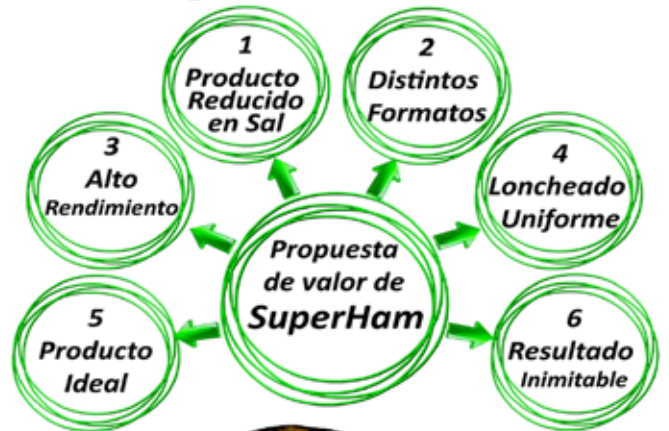 1
Producto
Reducido
en Sal
2
Distintos
Formatos
3
Alto
Rendimiento
4
Loncheado
Uniforme
Propuesta
de valor de
SuperHam
5
Producto
Ideal
6
Resultado
Inimitable